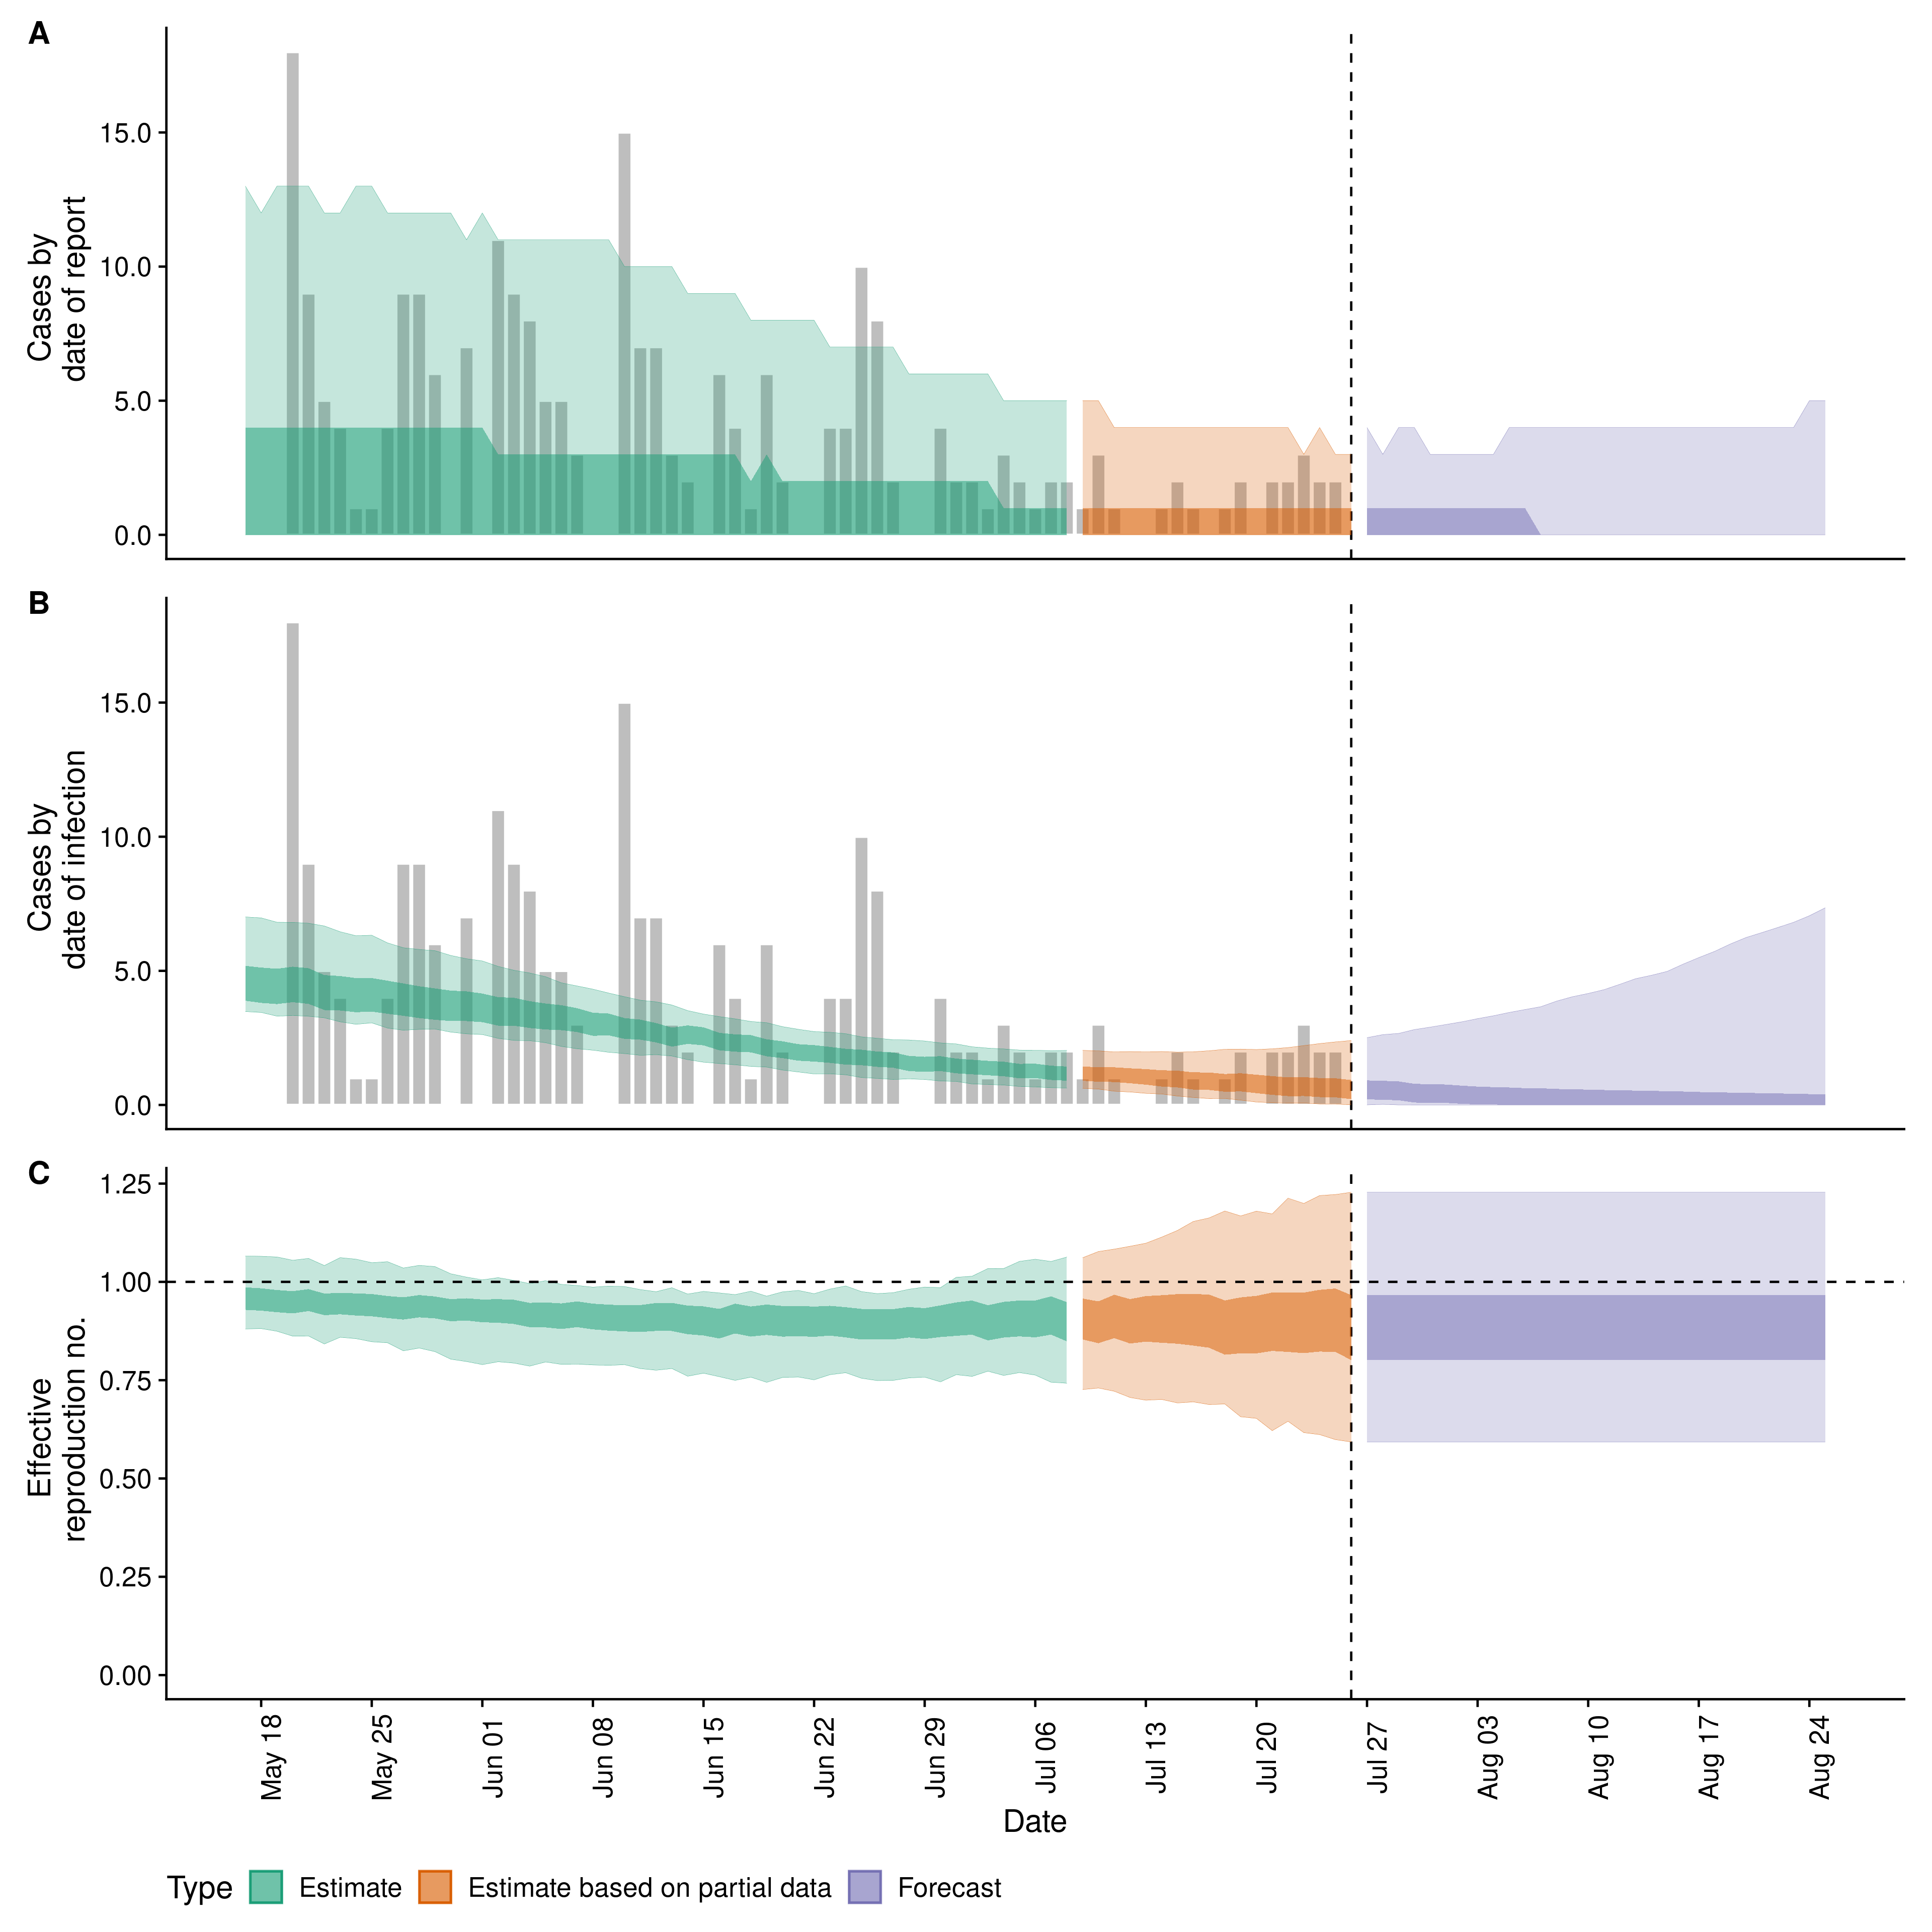 A
Cases by
date of report
15.0
10.0
5.0
0.0
B
Cases by
date of infection
15.0
10.0
5.0
0.0
C
Effective
reproduction no.
1.25
1.00
0.75
0.50
0.25
0.00
May 18
May 25
Jun 01
Jun 08
Jun 15
Jun 22
Jun 29
Jul 06
Jul 13
Jul 20
Jul 27
Aug 03
Aug 10
Aug 17
Aug 24
Date
Type Estimate Estimate based on partial data Forecast